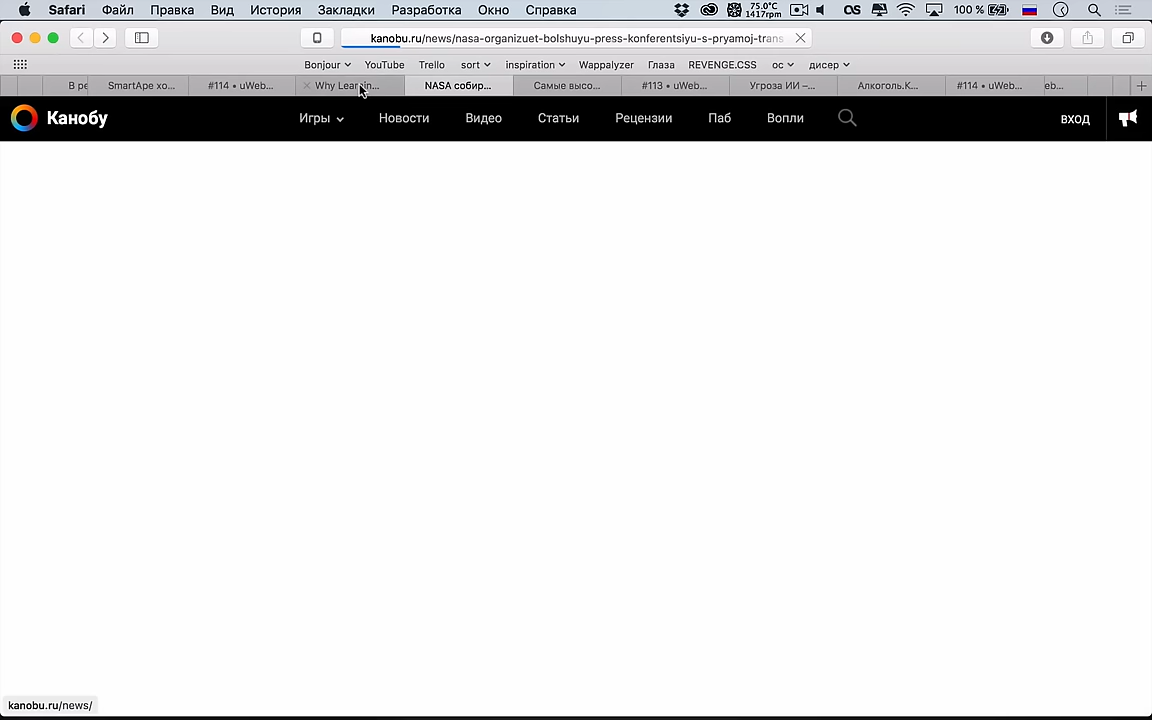 Safari Файл Правка Вид История Закладки Разработка Окно Справка 75.0°C 1417rpm 100 %
kanobu.ru/news/nasa-organizuet-bolshuyu-press-konferentsiyu-s-pryamoj-trans
Bonjour YouTube Trello sort inspiration Wappalyzer Глаза REVENGE.CSS ос дисер
В ре SmartApe хо... #114 • uWeb... Why Learnin... NASA собир... Самые высо... #113 • uWeb... Угроза ИИ –... Алкоголь.К... #114 • uWeb... eb...
Канобу Игры Новости Видео Статьи Рецензии Паб Вопли ВХОД
kanobu.ru/news/